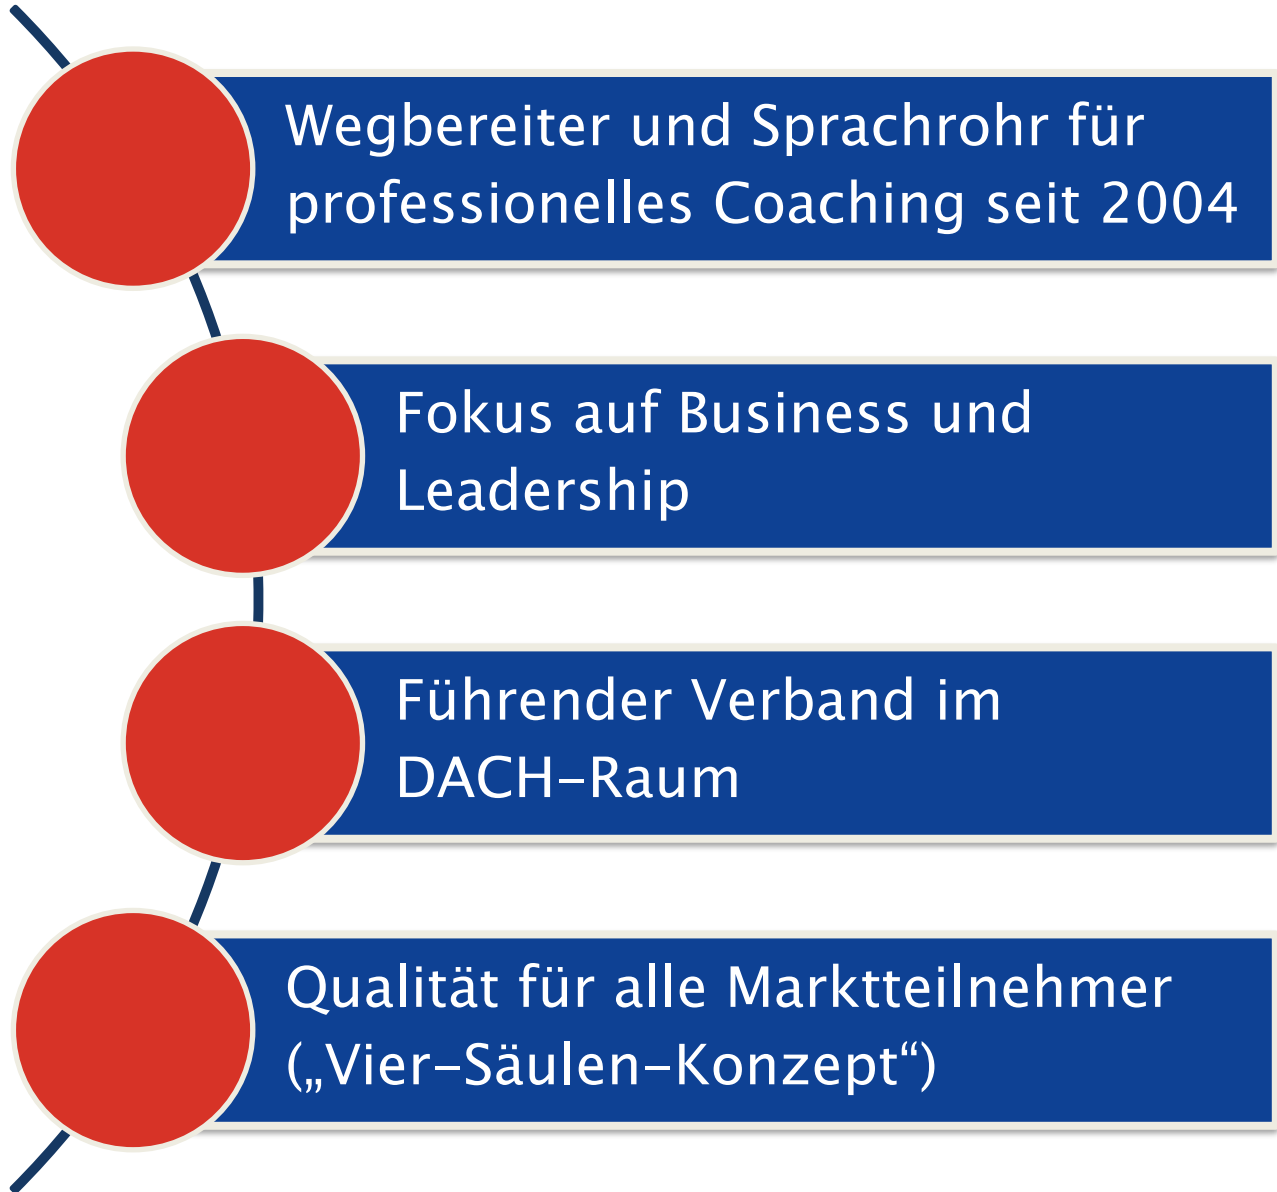 Wegbereiter und Sprachrohr für
professionelles Coaching seit 2004
Fokus auf Business und
Leadership
Führender Verband im
DACH-Raum
Qualität für alle Marktteilnehmer
(„Vier-Säulen-Konzept“)